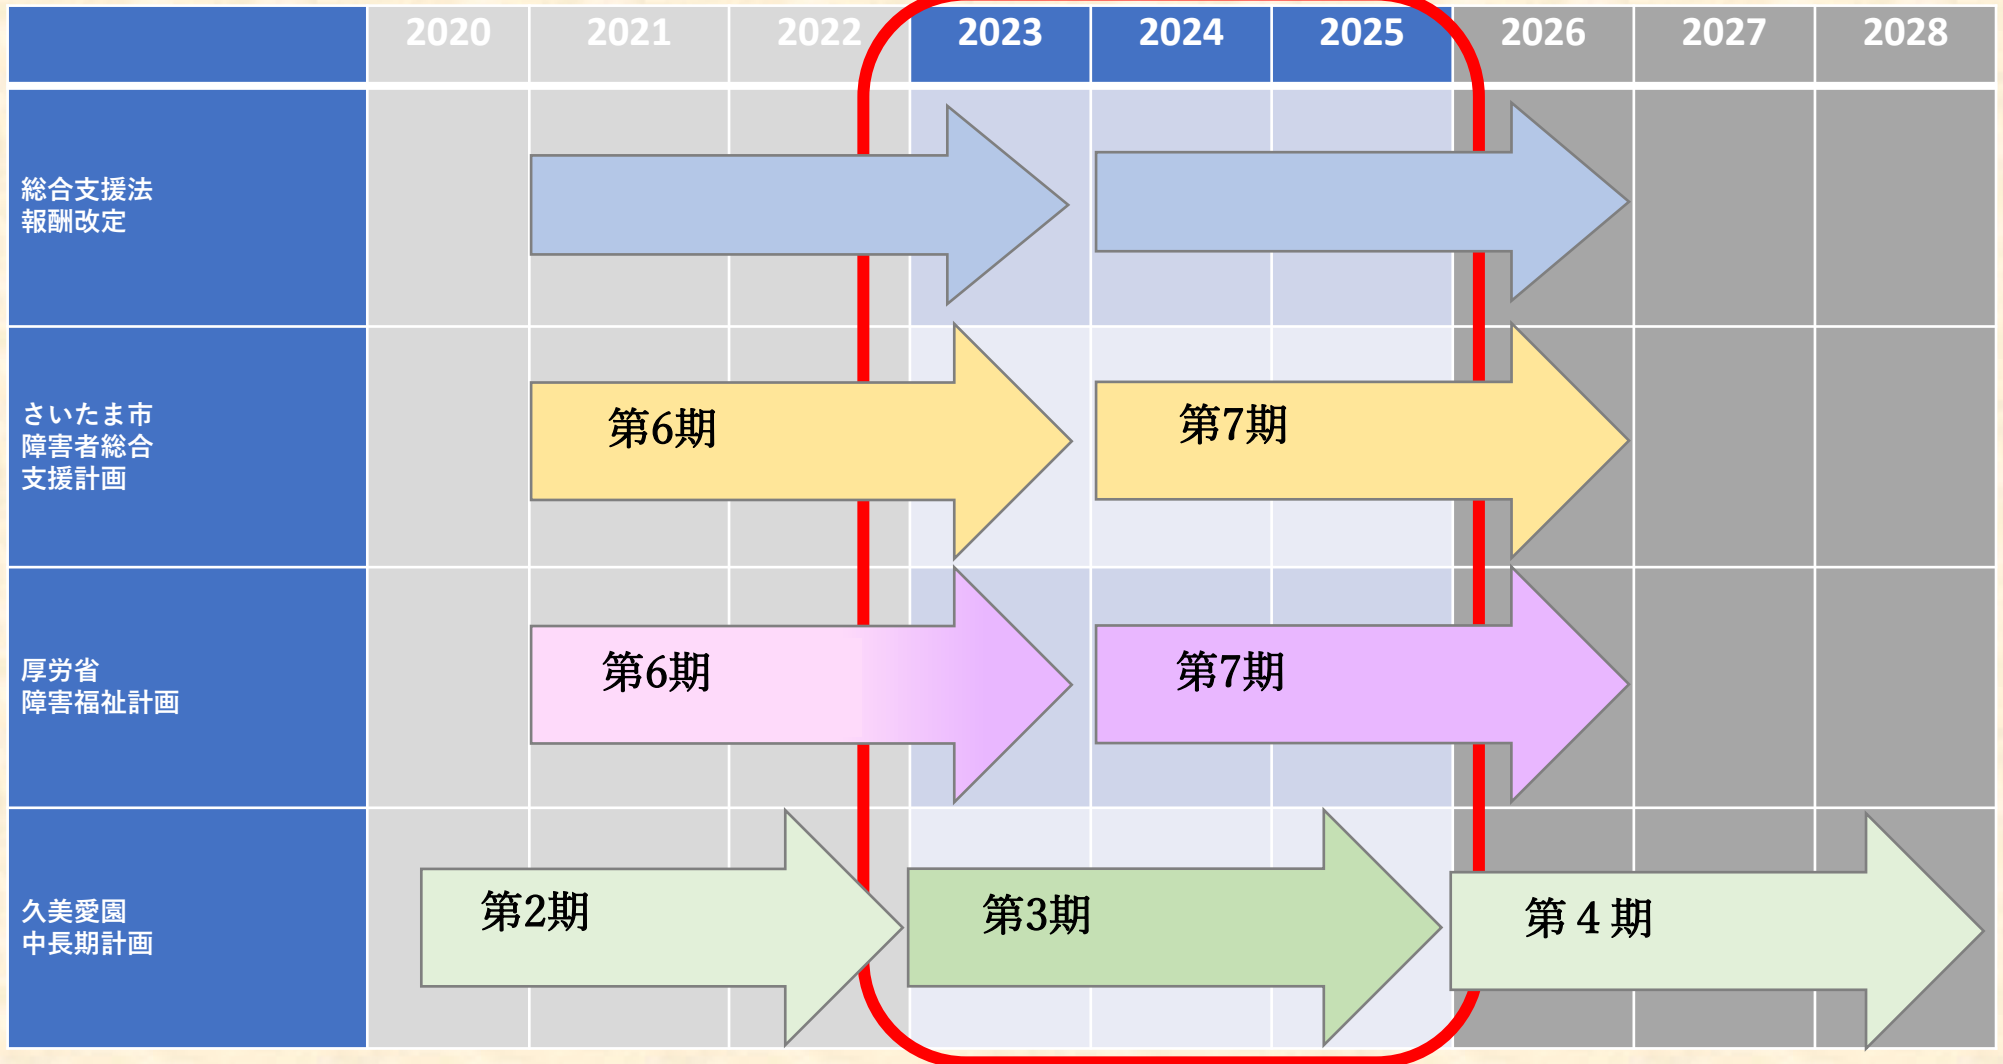 2020 2021 2022 2023 2024 2025 2026 2027 2028
総合支援法
報酬改定
さいたま市
障害者総合
支援計画
第6期 第7期
厚労省
障害福祉計画
第6期 第7期
久美愛園
中長期計画
第2期 第3期 第４期